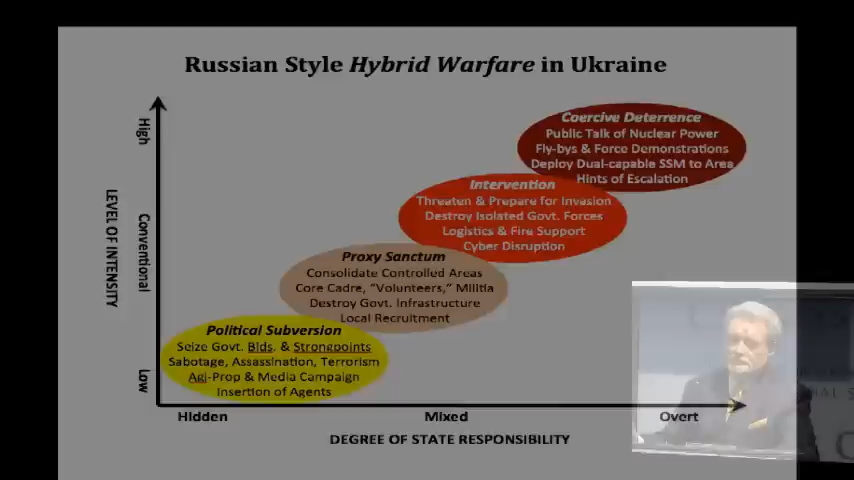 Russian Style Hybrid Warfare in Ukraine
Coercive Deterrence
Public Talk of Nuclear Power
Fly-bys & Force Demonstrations
Deploy Dual-capable SSM to Area
Hints of Escalation
Intervention
Threaten & Prepare for Invasion
Destroy Isolated Govt. Forces
Logistics & Fire Support
Cyber Disruption
Proxy Sanctum
Consolidate Controlled Areas
Core Cadre, “Volunteers,” Militia
Destroy Govt. Infrastructure
Local Recruitment
Political Subversion
Seize Govt. Blds. & Strongpoints
Sabotage, Assassination, Terrorism
Agi-Prop & Media Campaign
Insertion of Agents
LEVEL OF INTENSITY
High
Conventional
Low
Hidden
Mixed
Overt
DEGREE OF STATE RESPONSIBILITY